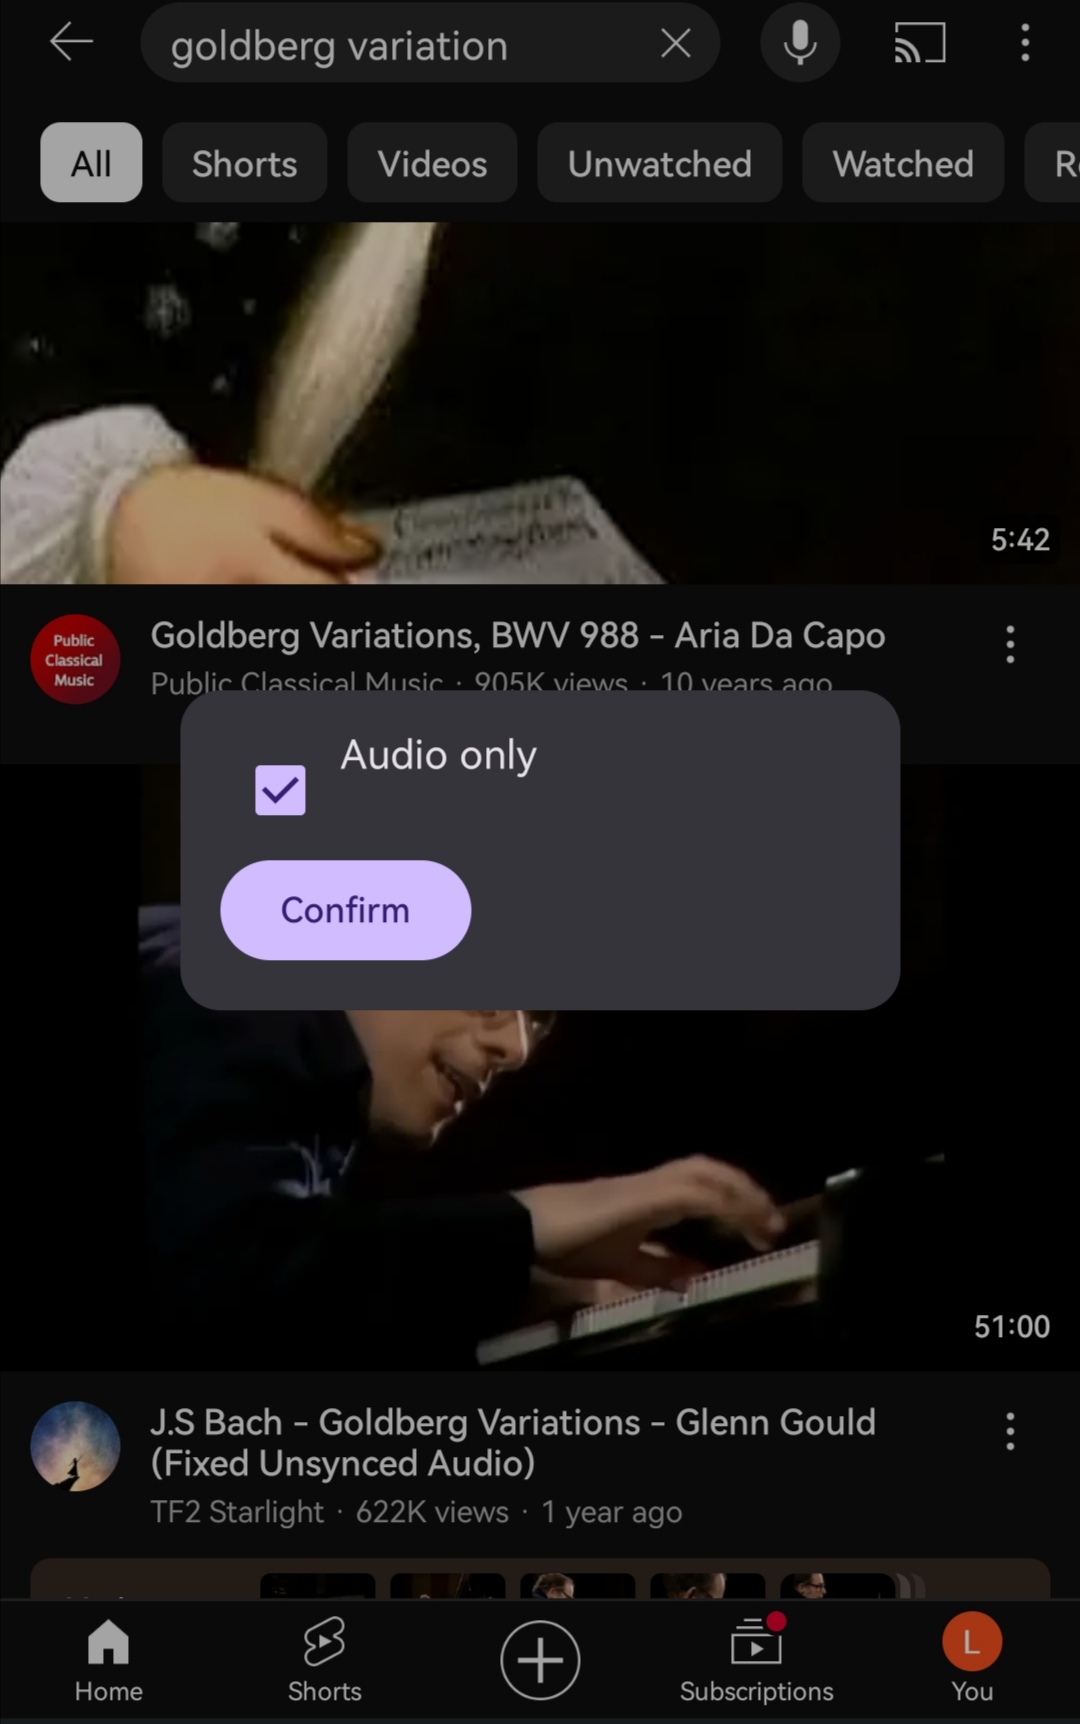 goldberg variation
All
Shorts
Videos
Unwatched
Watched
5:42
Public
Classical
Music
Goldberg Variations, BWV 988 – Aria Da Capo
Public Classical Music · 905K views · 10 years ago
Audio only
Confirm
51:00
J.S Bach – Goldberg Variations – Glenn Gould
(Fixed Unsynced Audio)
TF2 Starlight · 622K views · 1 year ago
Home
Shorts
Subscriptions
L
You